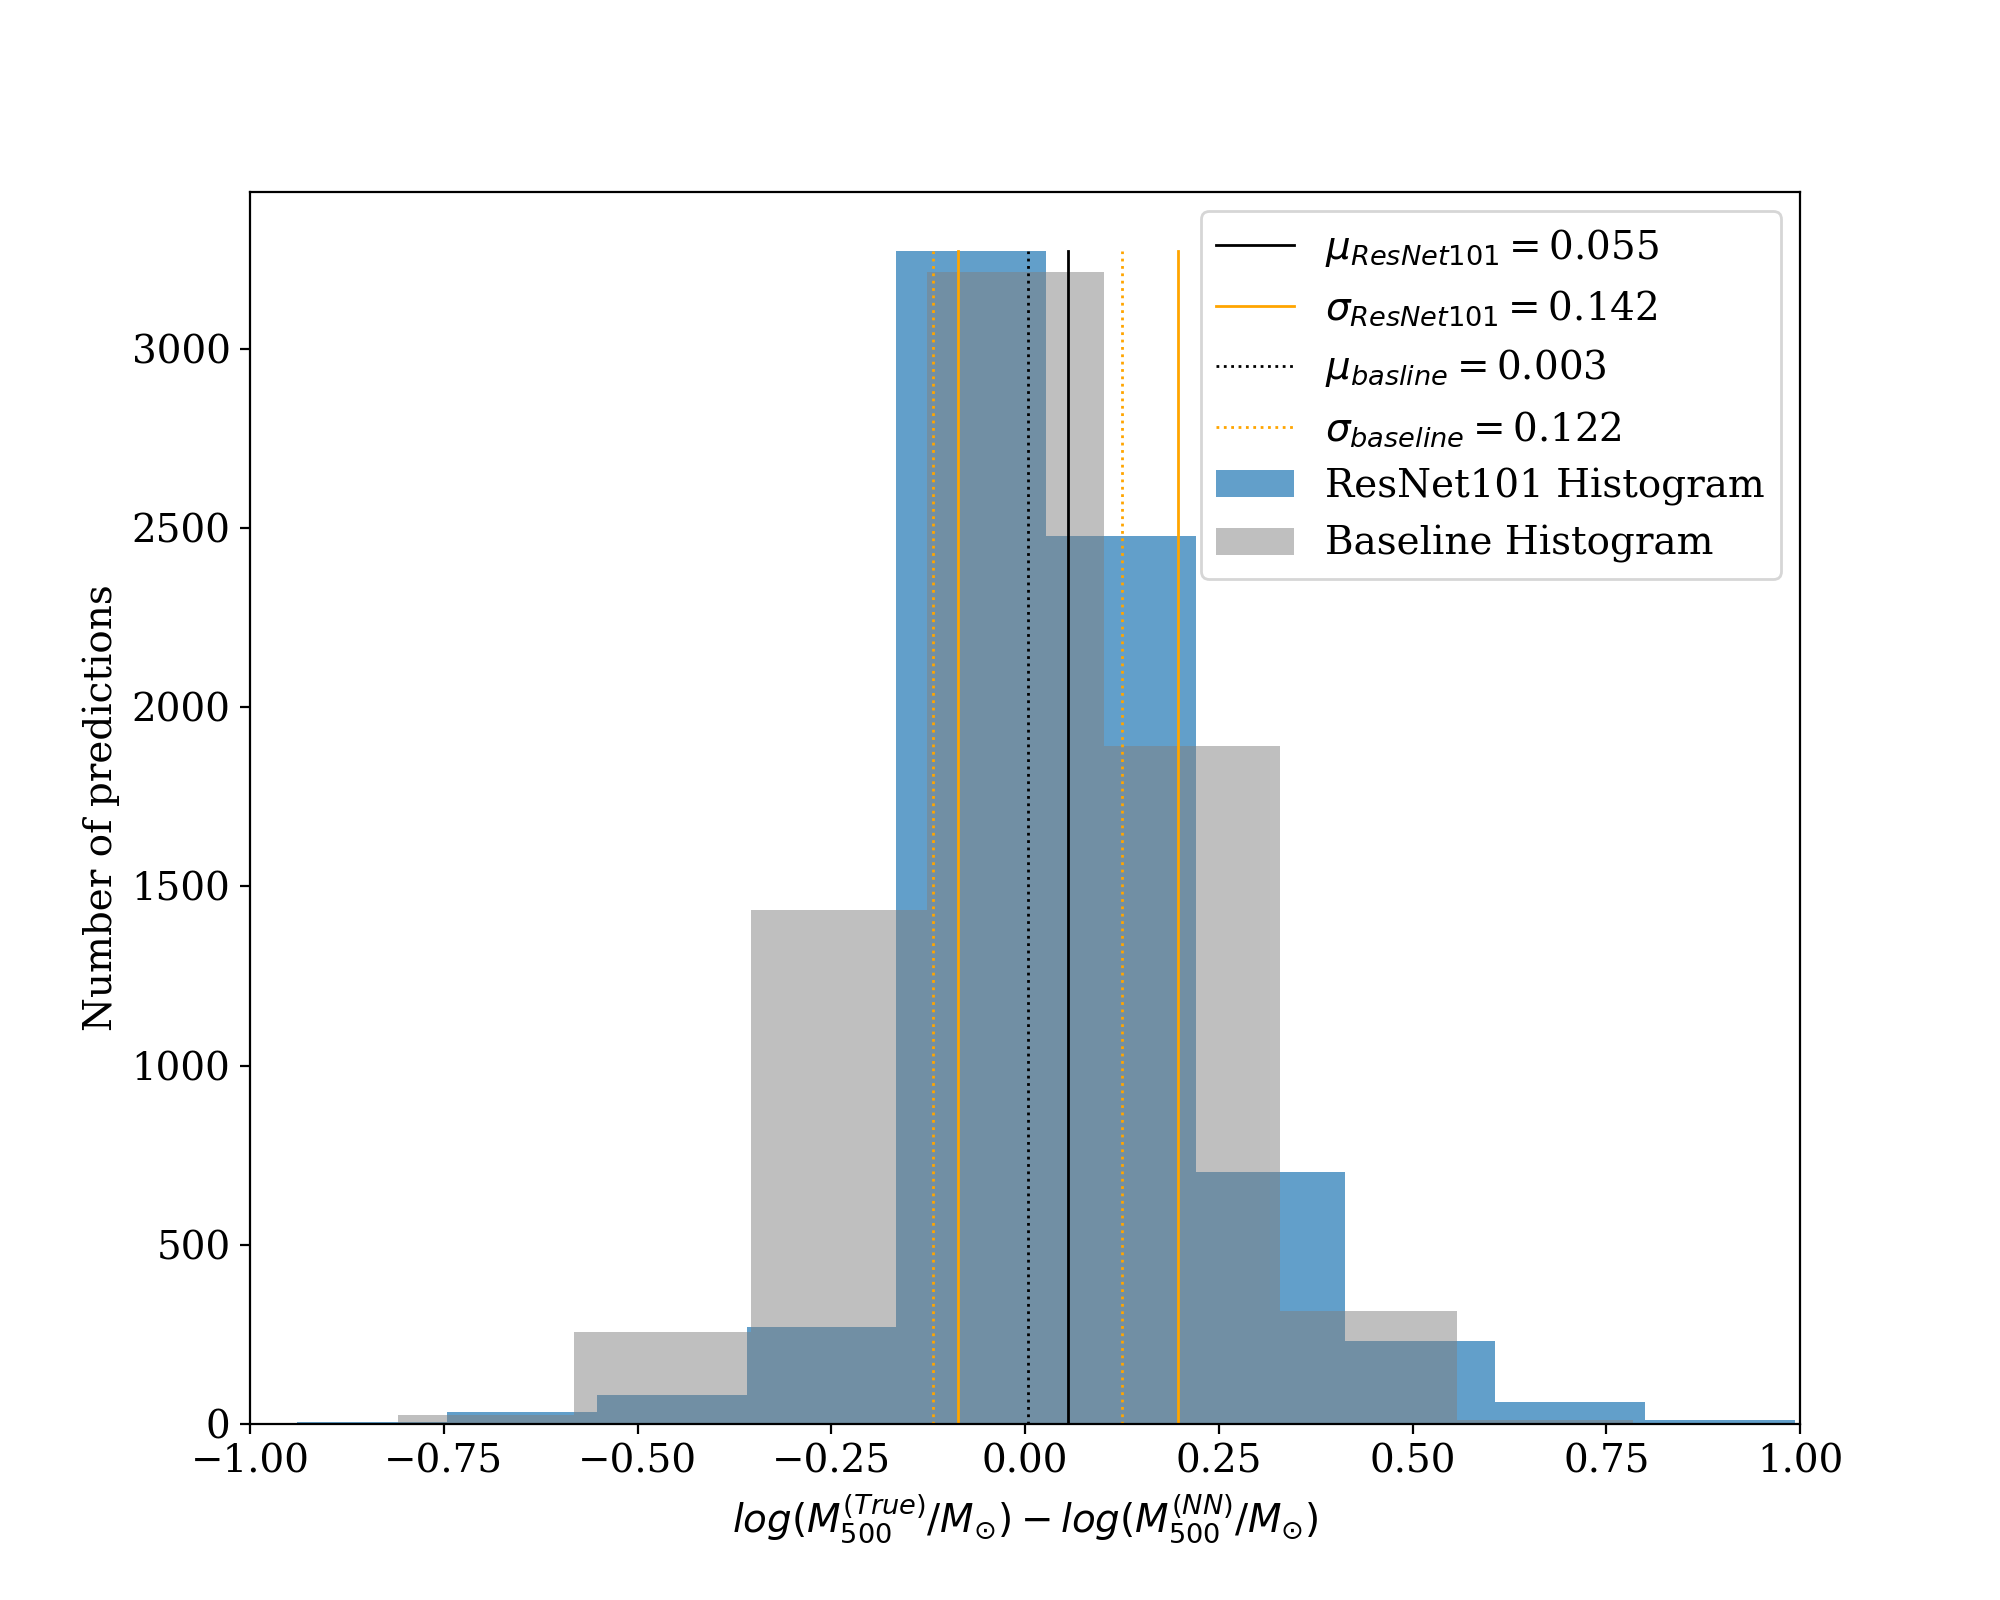 μ_ResNet101 = 0.055
σ_ResNet101 = 0.142
μ_basline = 0.003
σ_baseline = 0.122
ResNet101 Histogram
Baseline Histogram
Number of predictions
3000
2500
2000
1500
1000
500
0
−1.00 −0.75 −0.50 −0.25 0.00 0.25 0.50 0.75 1.00
log(M_500^(True)/M_⊙) − log(M_500^(NN)/M_⊙)